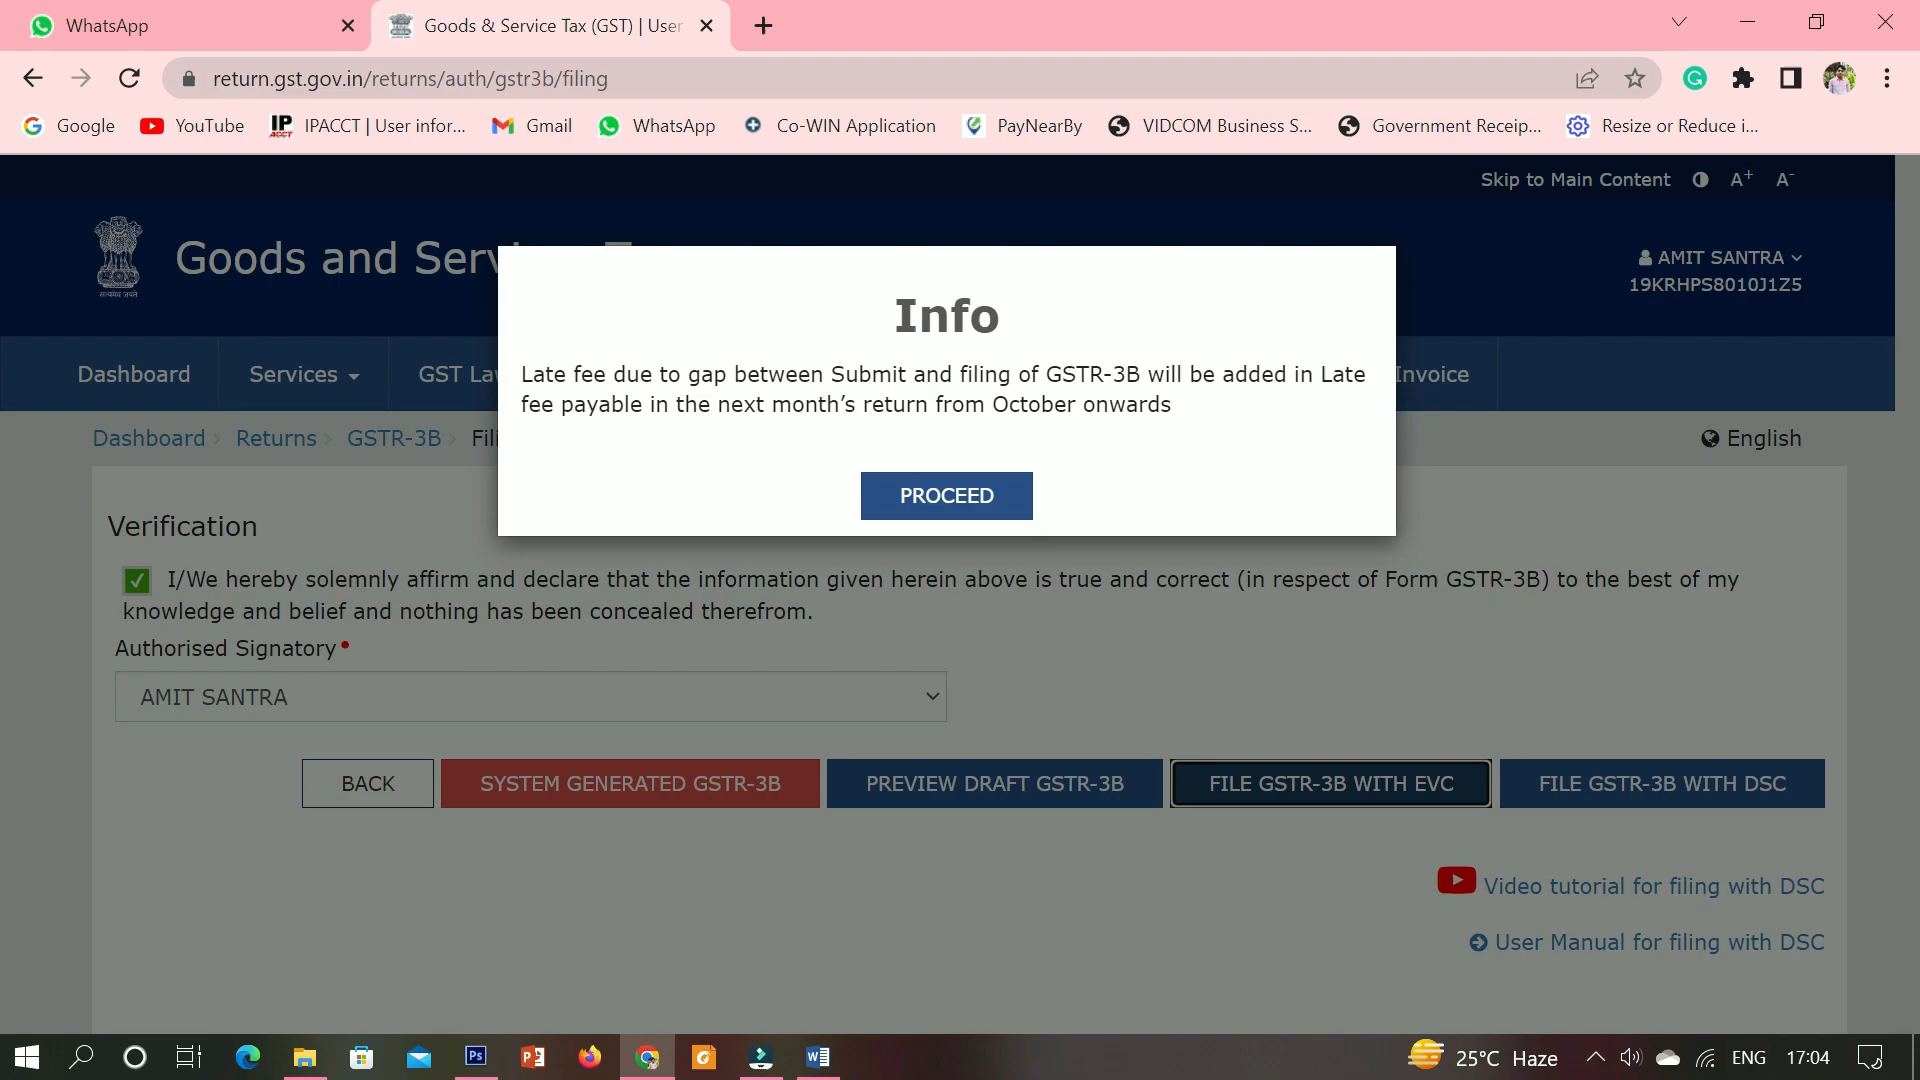 WhatsApp
Goods & Service Tax (GST) | User
return.gst.gov.in/returns/auth/gstr3b/filing
Google YouTube IPACCT | User infor... Gmail WhatsApp Co-WIN Application PayNearBy VIDCOM Business S... Government Receip... Resize or Reduce i...
Skip to Main Content A+ A-
Goods and Serv
AMIT SANTRA
19KRHPS8010J1Z5
Dashboard Services GST La Invoice
Dashboard Returns GSTR-3B Fili
English
Info
Late fee due to gap between Submit and filing of GSTR-3B will be added in Late
fee payable in the next month’s return from October onwards
PROCEED
Verification
I/We hereby solemnly affirm and declare that the information given herein above is true and correct (in respect of Form GSTR-3B) to the best of my
knowledge and belief and nothing has been concealed therefrom.
Authorised Signatory•
AMIT SANTRA
BACK SYSTEM GENERATED GSTR-3B PREVIEW DRAFT GSTR-3B FILE GSTR-3B WITH EVC FILE GSTR-3B WITH DSC
Video tutorial for filing with DSC
User Manual for filing with DSC
25°C Haze ENG 17:04